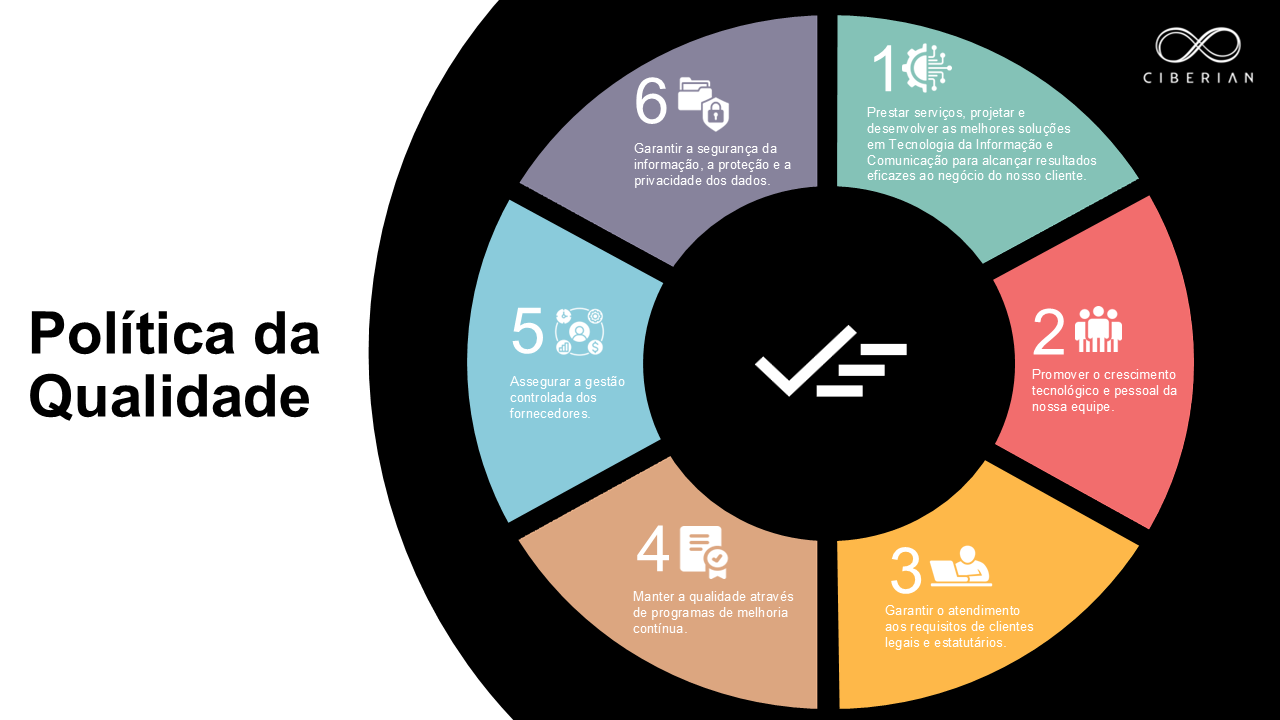 Política da
Qualidade
CIBERIAN
1
Prestar serviços, projetar e
desenvolver as melhores soluções
em Tecnologia da Informação e
Comunicação para alcançar resultados
eficazes ao negócio do nosso cliente.
2
Promover o crescimento
tecnológico e pessoal da
nossa equipe.
3
Garantir o atendimento
aos requisitos de clientes
legais e estatutários.
4
Manter a qualidade através
de programas de melhoria
contínua.
5
Assegurar a gestão
controlada dos
fornecedores.
6
Garantir a segurança da
informação, a proteção e a
privacidade dos dados.